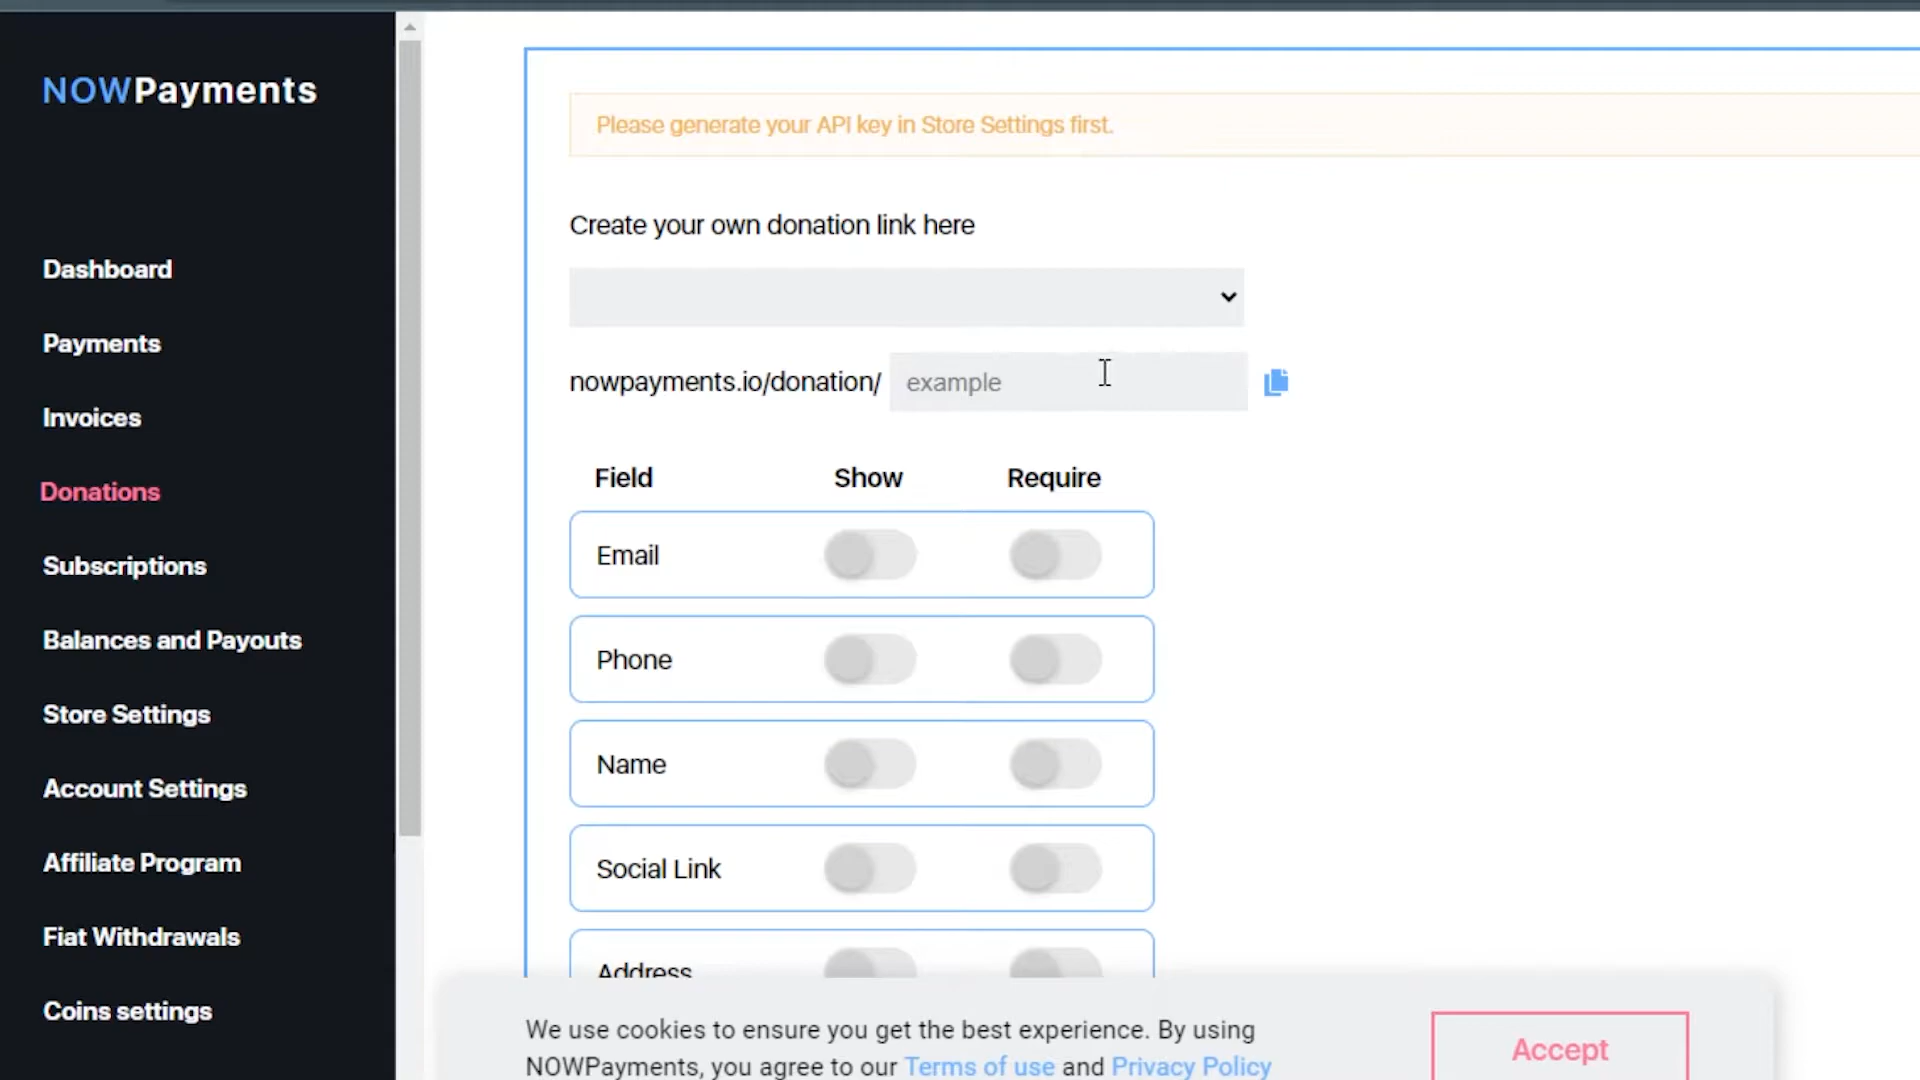 NOWPayments
Dashboard
Payments
Invoices
Donations
Subscriptions
Balances and Payouts
Store Settings
Account Settings
Affiliate Program
Fiat Withdrawals
Coins settings
Please generate your API key in Store Settings first.
Create your own donation link here
nowpayments.io/donation/ example
Field Show Require
Email
Phone
Name
Social Link
Address
We use cookies to ensure you get the best experience. By using
NOWPayments, you agree to our Terms of use and Privacy Policy
Accept